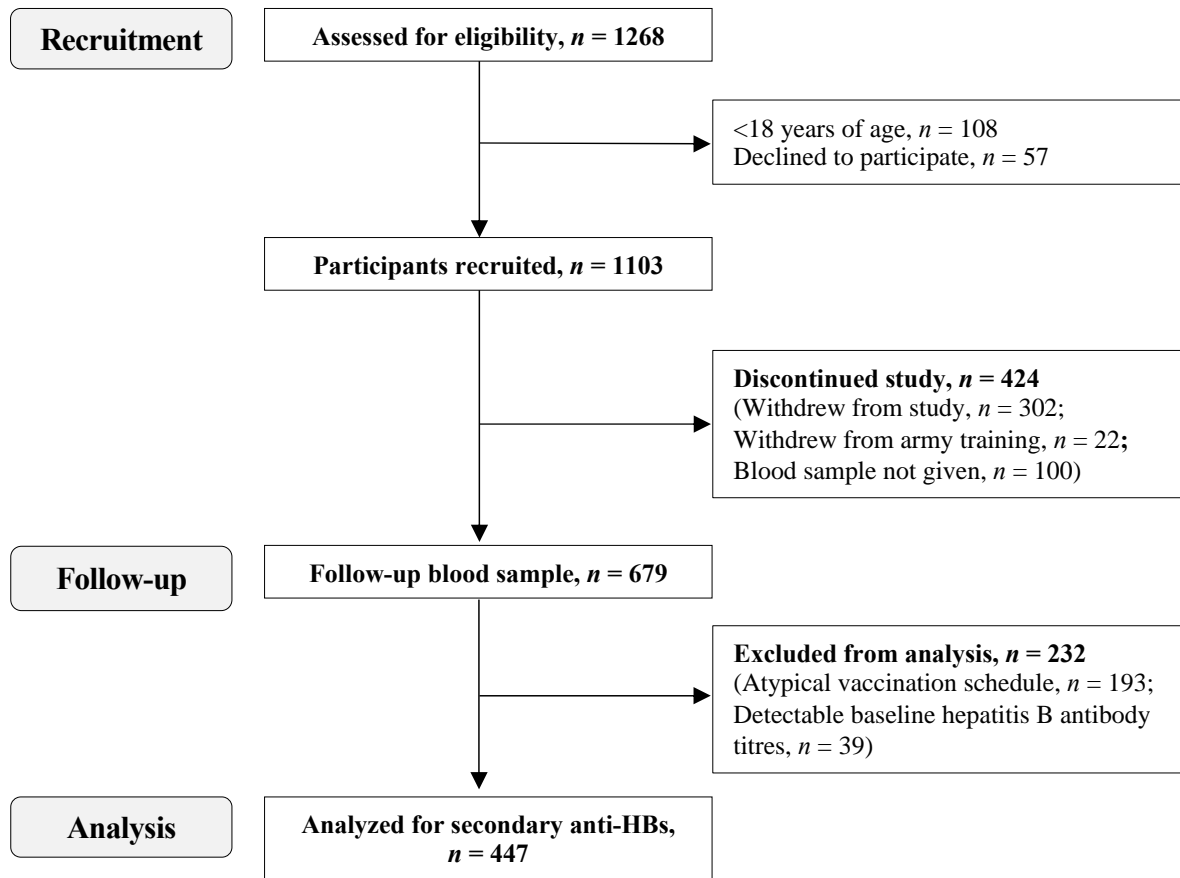 Recruitment
Assessed for eligibility, n = 1268
<18 years of age, n = 108
Declined to participate, n = 57
Participants recruited, n = 1103
Discontinued study, n = 424
(Withdrew from study, n = 302;
Withdrew from army training, n = 22;
Blood sample not given, n = 100)
Follow-up
Follow-up blood sample, n = 679
Excluded from analysis, n = 232
(Atypical vaccination schedule, n = 193;
Detectable baseline hepatitis B antibody
titres, n = 39)
Analysis
Analyzed for secondary anti-HBs,
n = 447